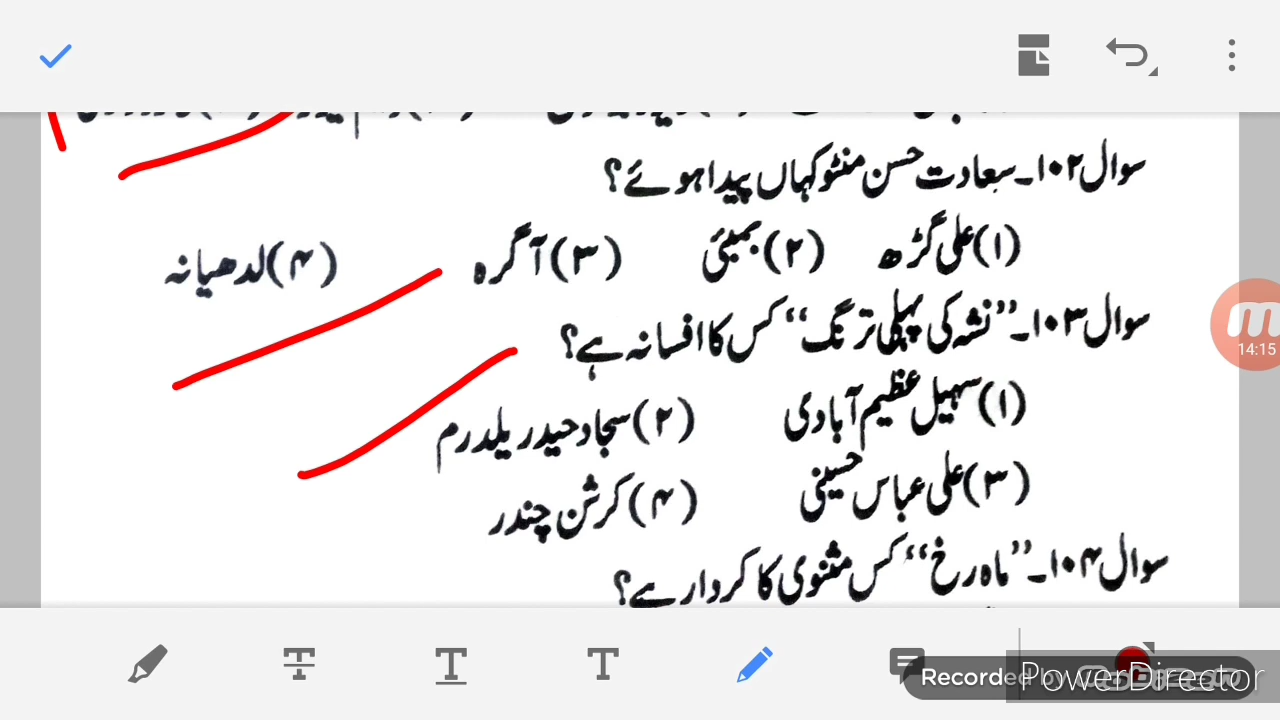 سوال ۱۰۲۔ سعادت حسن منٹو کہاں پیدا ہوئے؟
(۱) علی گڑھ (۲) بمبئی (۳) آگرہ (۴) لدھیانہ
سوال ۱۰۳۔ ”نشہ کی پہلی ترنگ“ کس کا افسانہ ہے؟
(۱) سہیل عظیم آبادی (۲) سجاد حیدر یلدرم
(۳) علی عباس حسینی (۴) کرشن چندر
سوال ۱۰۴۔ ”ماہ رخ“ کس مثنوی کا کردار ہے؟
14:15
T T T
Recorded by
PowerDirector